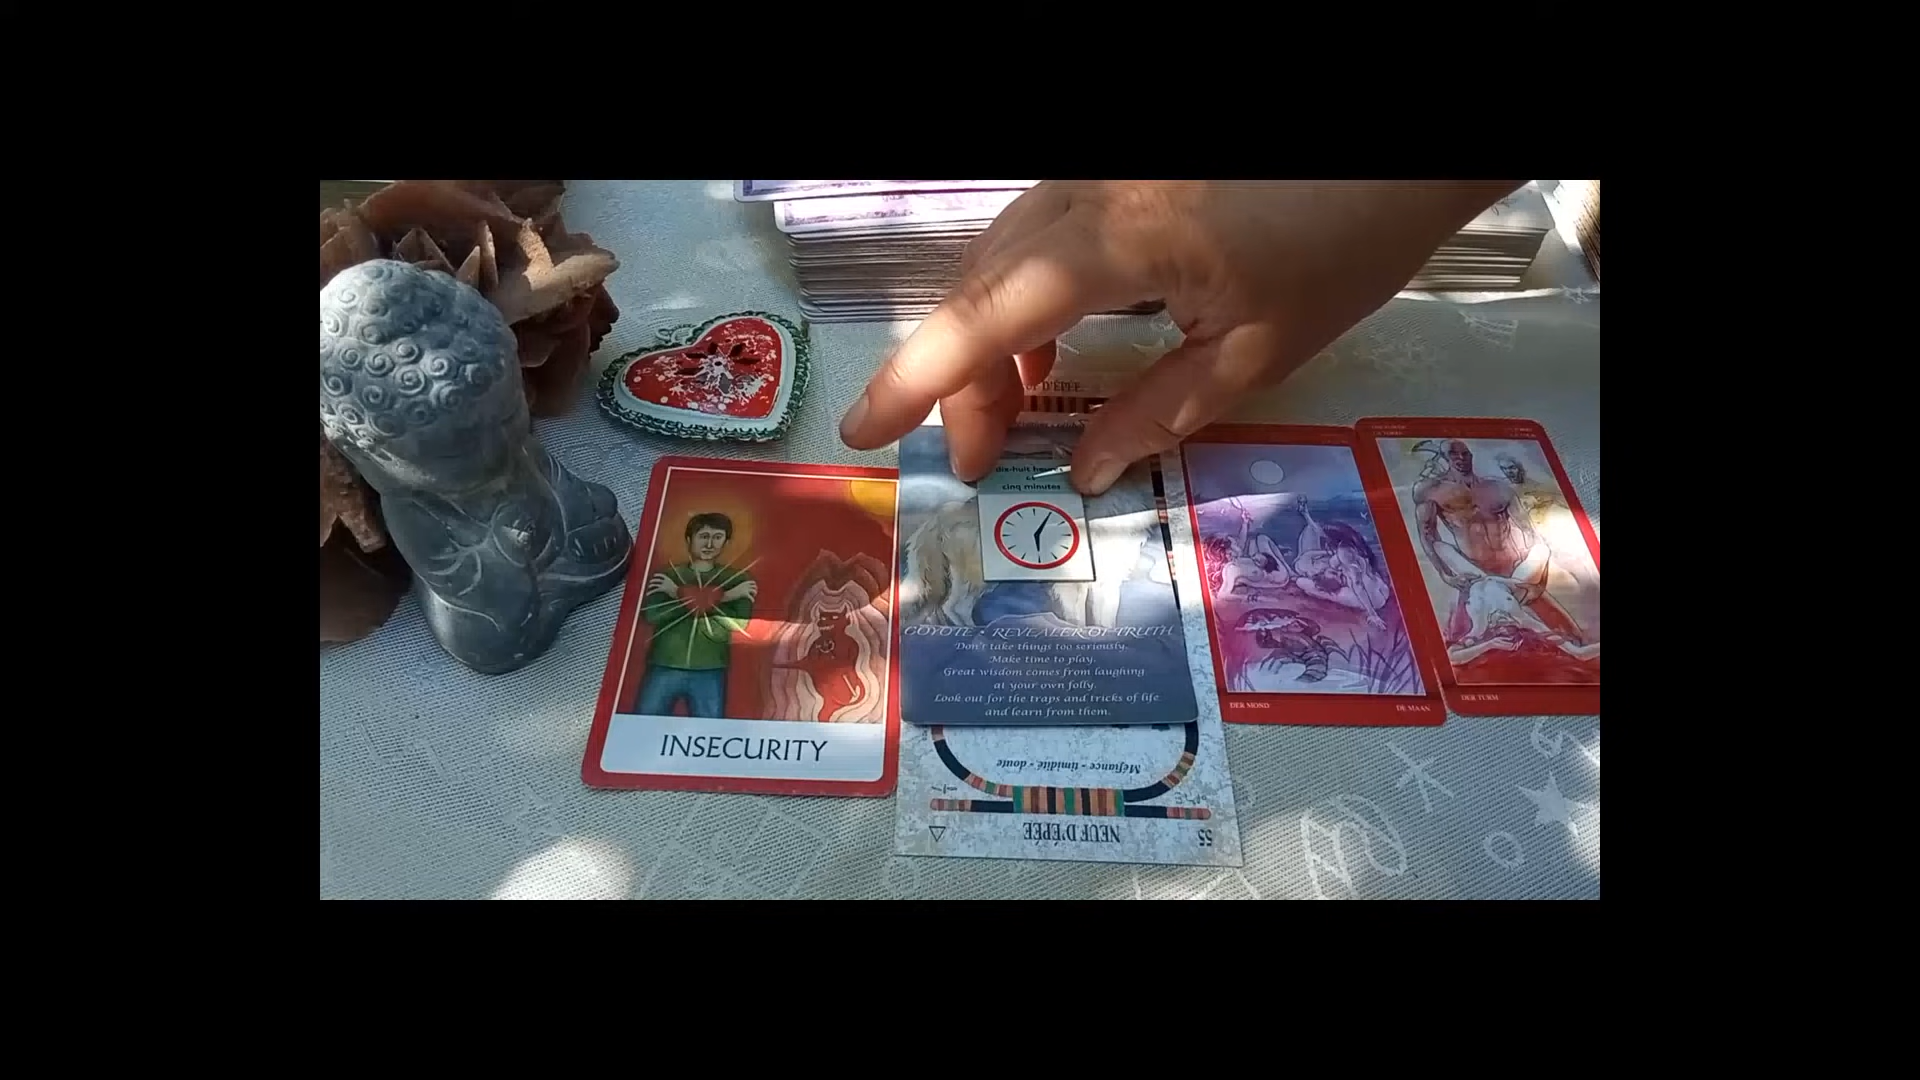 D'ÉPÉE
dix-huit heures
cinq minutes
COYOTE • REVEALER OF TRUTH
Don't take things too seriously.
Make time to play.
Great wisdom comes from laughing
at your own folly.
Look out for the traps and tricks of life
and learn from them.
INSECURITY
Méfiance - timidité - doute
NEUF D'ÉPÉE
55
DER MOND
DE MAAN
DER TURM